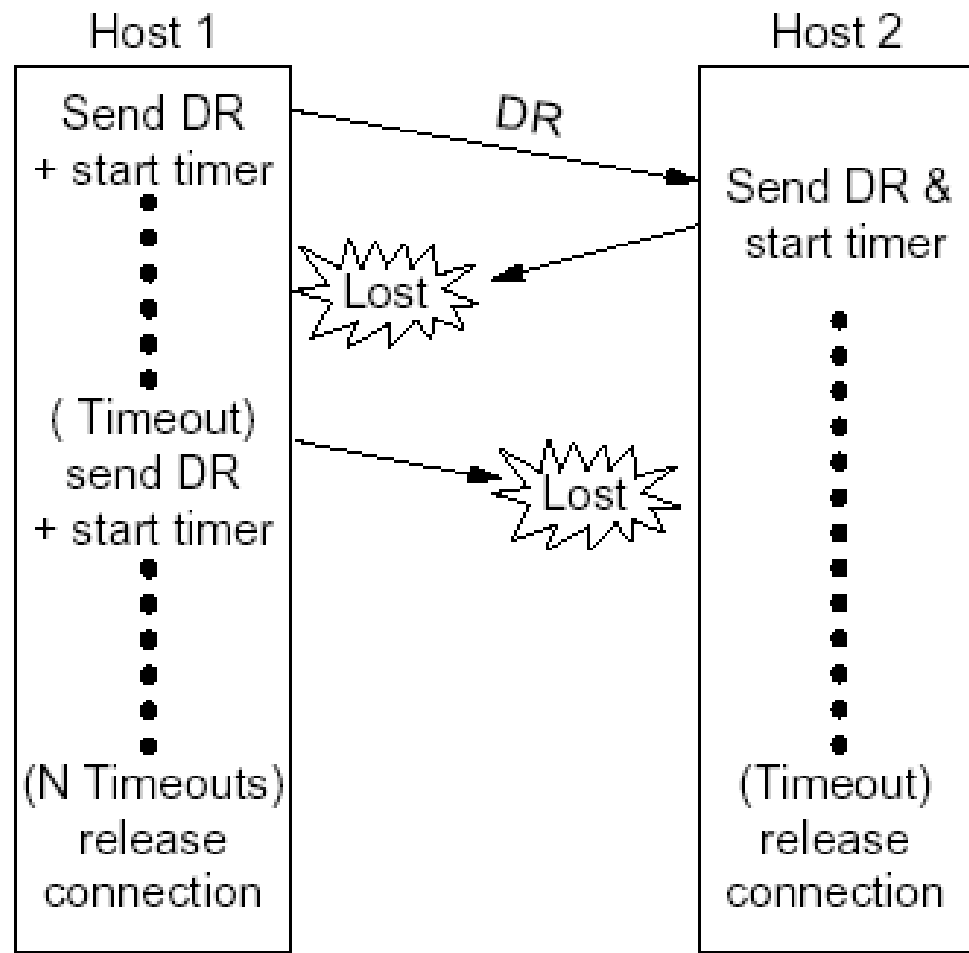 Host 1
Host 2
Send DR
+ start timer
DR
Send DR &
start timer
Lost
( Timeout)
send DR
+ start timer
Lost
(N Timeouts)
release
connection
(Timeout)
release
connection